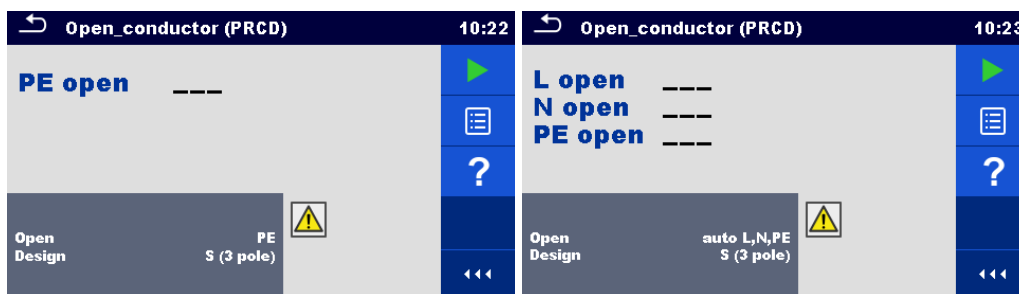 Open_conductor (PRCD) 10:22
PE open ___
?
Open PE
Design S (3 pole)
Open_conductor (PRCD) 10:23
L open ___
N open ___
PE open ___
?
Open auto L,N,PE
Design S (3 pole)